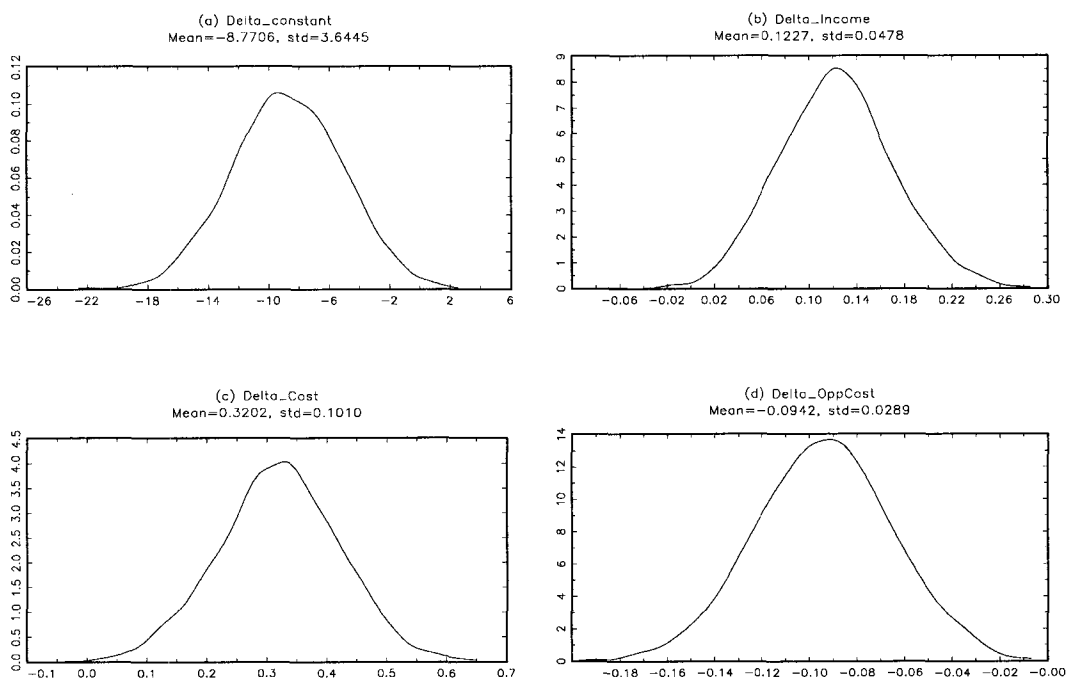 (a) Delta_constant
Mean=-8.7706, std=3.6445
0.12
0.10
0.08
0.06
0.04
0.02
0.00
-26 -22 -18 -14 -10 -6 -2 2 6
(b) Delta_Income
Mean=0.1227, std=0.0478
9
8
7
6
5
4
3
2
1
0
-0.06 -0.02 0.02 0.06 0.10 0.14 0.18 0.22 0.26 0.30
(c) Delta_Cost
Mean=0.3202, std=0.1010
4.5
4.0
3.5
3.0
2.5
2.0
1.5
1.0
0.5
0.0
-0.1 0.0 0.1 0.2 0.3 0.4 0.5 0.6 0.7
(d) Delta_OppCost
Mean=-0.0942, std=0.0289
14
12
10
8
6
4
2
0
-0.18 -0.16 -0.14 -0.12 -0.10 -0.08 -0.06 -0.04 -0.02 -0.00